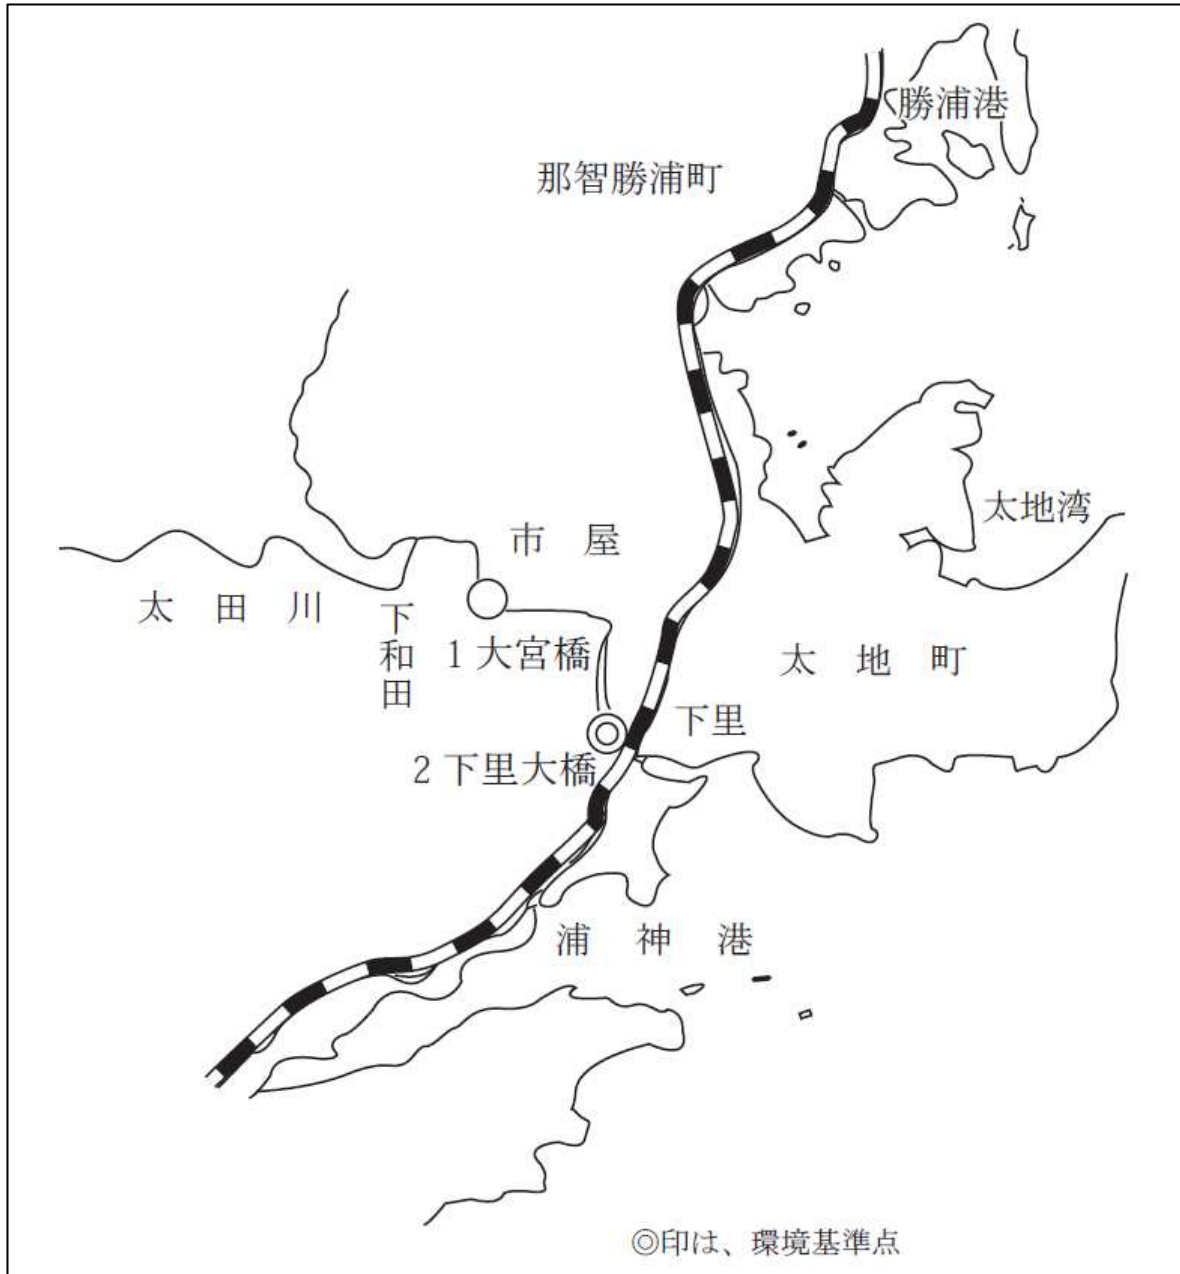 勝浦港
那智勝浦町
太地湾
市 屋
太 田 川
下和田
1 大宮橋
太 地 町
下里
2 下里大橋
浦 神 港
◎印は、環境基準点